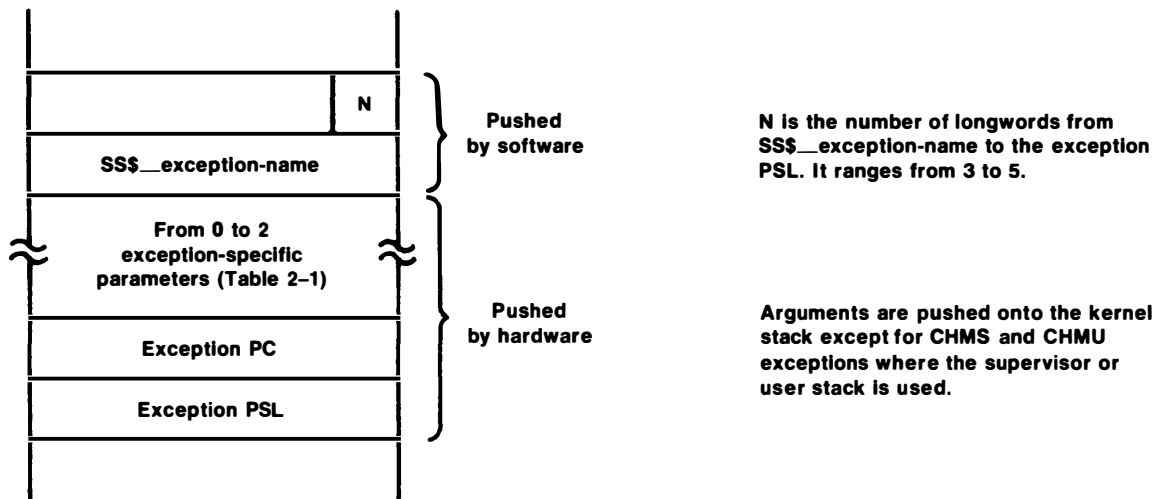 N
SS$__exception-name
From 0 to 2
exception-specific
parameters (Table 2–1)
Exception PC
Exception PSL
Pushed
by software
Pushed
by hardware
N is the number of longwords from
SS$__exception-name to the exception
PSL. It ranges from 3 to 5.
Arguments are pushed onto the kernel
stack except for CHMS and CHMU
exceptions where the supervisor or
user stack is used.